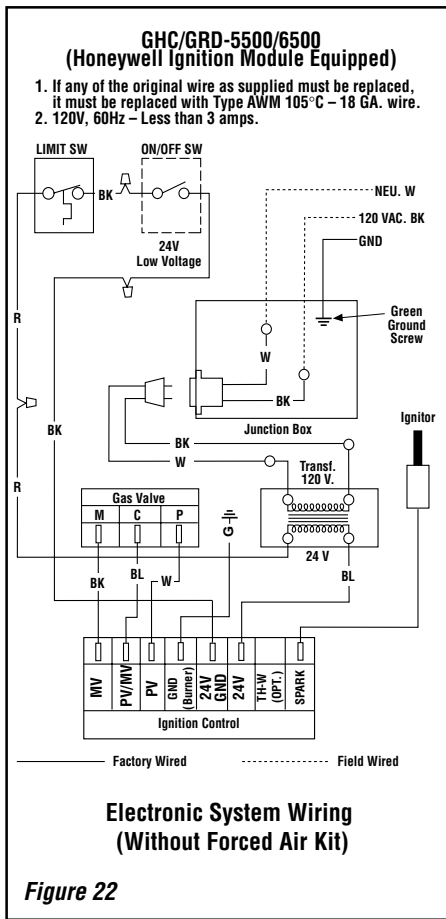 GHC/GRD-5500/6500
(Honeywell Ignition Module Equipped)
1. If any of the original wire as supplied must be replaced,
it must be replaced with Type AWM 105°C – 18 GA. wire.
2. 120V, 60Hz – Less than 3 amps.
LIMIT SW
ON/OFF SW
BK
24V
Low Voltage
NEU. W
120 VAC. BK
GND
Green
Ground
Screw
R
BK
W
BK
Junction Box
Ignitor
BK
W
Transf.
120 V.
R
Gas Valve
M
C
P
G
24 V
BK
BL
W
BL
MV
PV/MV
PV
GND
(Burner)
24V
GND
24V
TH-W
(OPT.)
SPARK
Ignition Control
Factory Wired
Field Wired
Electronic System Wiring
(Without Forced Air Kit)
Figure 22